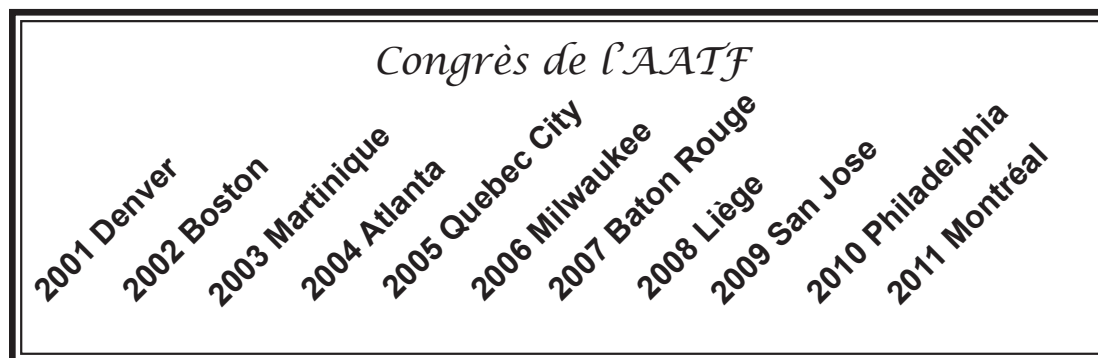 Congrès de l'AATF
2001 Denver
2002 Boston
2003 Martinique
2004 Atlanta
2005 Quebec City
2006 Milwaukee
2007 Baton Rouge
2008 Liège
2009 San Jose
2010 Philadelphia
2011 Montréal